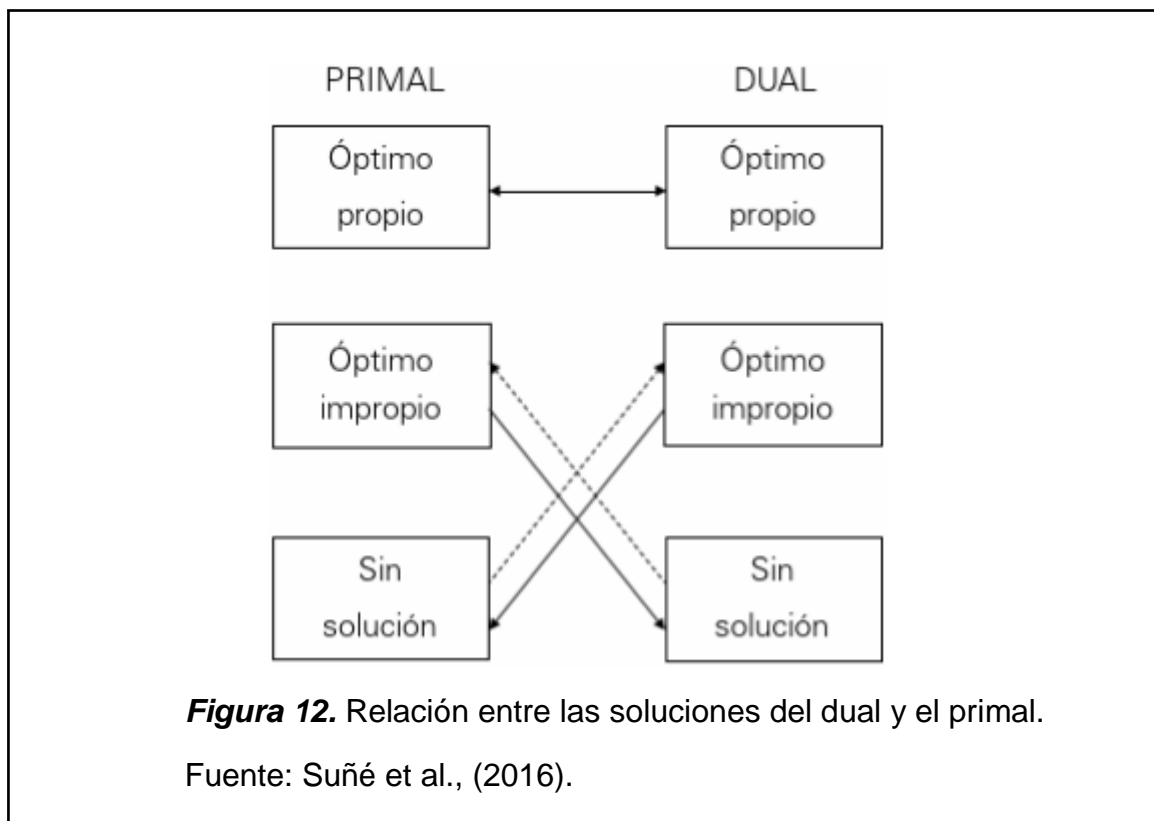 PRIMAL DUAL
Óptimo
propio
Óptimo
propio
Óptimo
impropio
Óptimo
impropio
Sin
solución
Sin
solución
Figura 12. Relación entre las soluciones del dual y el primal.
Fuente: Suñé et al., (2016).